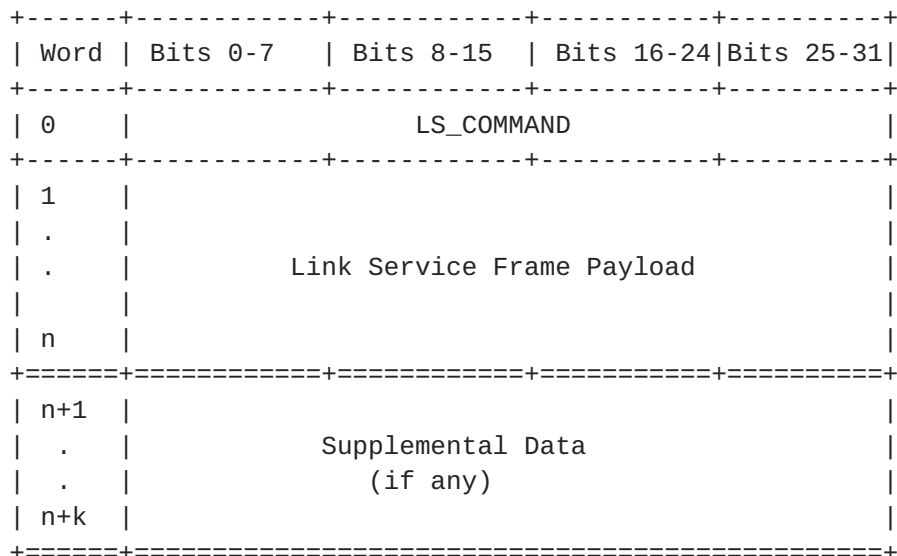 +------+------------+------------+-----------+----------+
| Word | Bits 0-7   | Bits 8-15  | Bits 16-24|Bits 25-31|
+------+------------+------------+-----------+----------+
| 0    |                  LS_COMMAND                    |
+------+------------+------------+-----------+----------+
| 1    |                                                |
| .    |                                                |
| .    |          Link Service Frame Payload            |
|      |                                                |
| n    |                                                |
+======+============+============+===========+==========+
| n+1  |                                                |
|  .   |            Supplemental Data                   |
|  .   |               (if any)                         |
| n+k  |                                                |
+======+================================================+